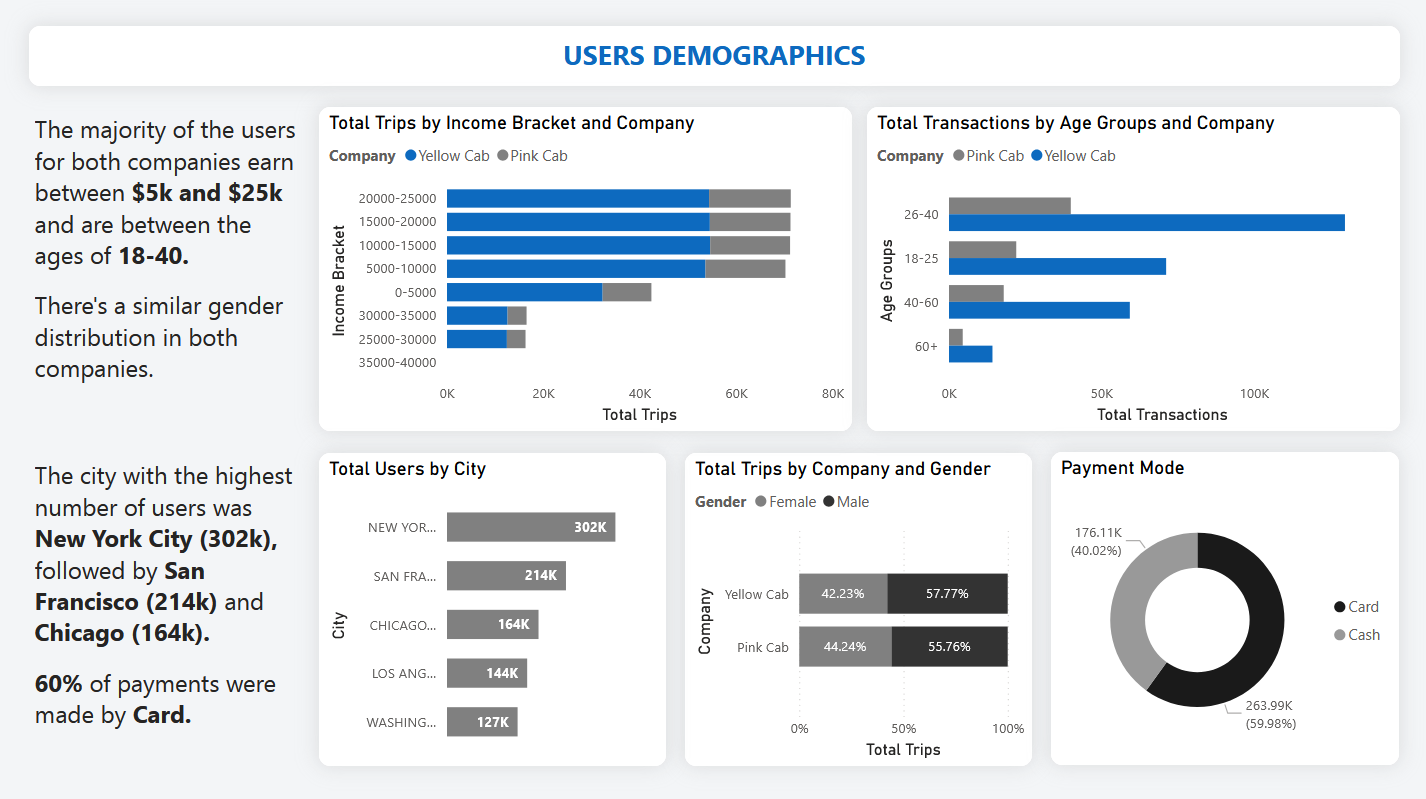 USERS DEMOGRAPHICS
The majority of the users
for both companies earn
between $5k and $25k
and are between the
ages of 18-40.
There's a similar gender
distribution in both
companies.
The city with the highest
number of users was
New York City (302k),
followed by San
Francisco (214k) and
Chicago (164k).
60% of payments were
made by Card.
Total Trips by Income Bracket and Company
Company Yellow Cab Pink Cab
Income Bracket
20000-25000
15000-20000
10000-15000
5000-10000
0-5000
30000-35000
25000-30000
35000-40000
0K 20K 40K 60K 80K
Total Trips
Total Transactions by Age Groups and Company
Company Pink Cab Yellow Cab
Age Groups
26-40
18-25
40-60
60+
0K 50K 100K
Total Transactions
Total Users by City
City
NEW YOR... 302K
SAN FRA... 214K
CHICAGO... 164K
LOS ANG... 144K
WASHING... 127K
Total Trips by Company and Gender
Gender Female Male
Company
Yellow Cab 42.23% 57.77%
Pink Cab 44.24% 55.76%
0% 50% 100%
Total Trips
Payment Mode
176.11K
(40.02%)
Card
Cash
263.99K
(59.98%)